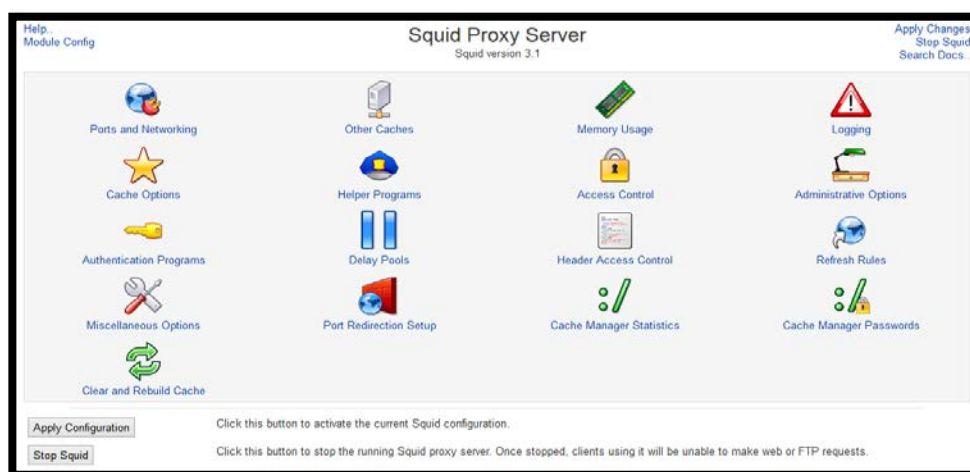 Help..
Module Config
Squid Proxy Server
Squid version 3.1
Apply Changes
Stop Squid
Search Docs..
Ports and Networking
Other Caches
Memory Usage
Logging
Cache Options
Helper Programs
Access Control
Administrative Options
Authentication Programs
Delay Pools
Header Access Control
Refresh Rules
Miscellaneous Options
Port Redirection Setup
Cache Manager Statistics
Cache Manager Passwords
Clear and Rebuild Cache
Apply Configuration
Click this button to activate the current Squid configuration.
Stop Squid
Click this button to stop the running Squid proxy server. Once stopped, clients using it will be unable to make web or FTP requests.